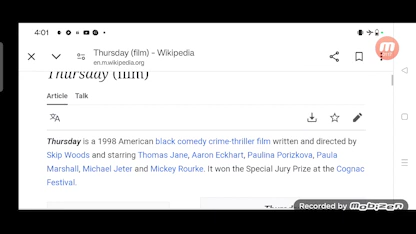 4:01
Thursday (film) – Wikipedia
en.m.wikipedia.org
Thursday (film)
Article Talk
Thursday is a 1998 American black comedy crime-thriller film written and directed by
Skip Woods and starring Thomas Jane, Aaron Eckhart, Paulina Porizkova, Paula
Marshall, Michael Jeter and Mickey Rourke. It won the Special Jury Prize at the Cognac
Festival.
Recorded by Mobizen